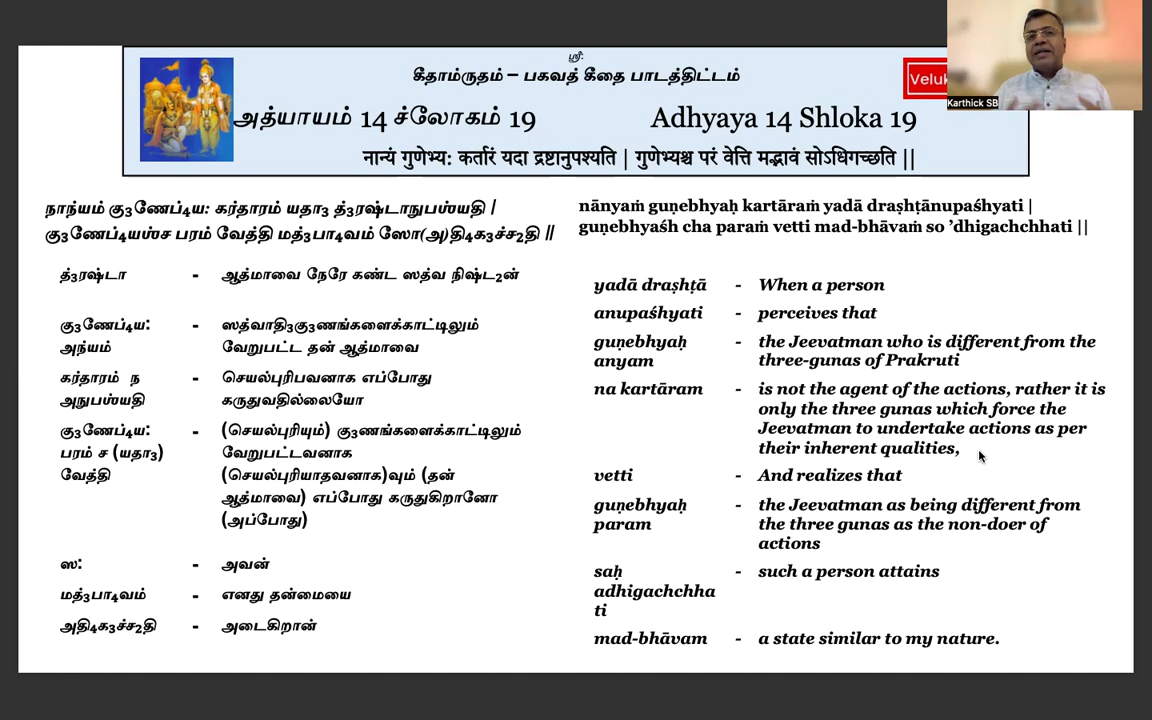 ஸ்ரீ:
கீதாம்ருதம் – பகவத் கீதை பாடத்திட்டம்
Veluk
Karthick SB
அத்யாயம் 14 ச்லோகம் 19
Adhyaya 14 Shloka 19
नान्यं गुणेभ्य: कर्तारं यदा द्रष्टानुपश्यति | गुणेभ्यश्च परं वेत्ति मद्भावं सोऽधिगच्छति ||
நாந்யம் கு3ணேப்4ய: கர்தாரம் யதா3 த்3ரஷ்டாநுபஶ்யதி |
கு3ணேப்4யஶ்ச பரம் வேத்தி மத்3பா4வம் ஸோ(அ)தி4க3ச்ச2தி ||
த்3ரஷ்டா - ஆத்மாவை நேரே கண்ட ஸத்வ நிஷ்ட2ன்
கு3ணேப்4ய: - ஸத்வாதி3கு3ணங்களைக்காட்டிலும்
அந்யம் வேறுபட்ட தன் ஆத்மாவை
கர்தாரம் ந - செயல்புரிபவனாக எப்போது
அநுபஶ்யதி கருதுவதில்லையோ
கு3ணேப்4ய: - (செயல்புரியும்) கு3ணங்களைக்காட்டிலும்
பரம் ச (யதா3) வேறுபட்டவனாக
வேத்தி (செயல்புரியாதவனாக)வும் (தன்
ஆத்மாவை) எப்போது கருதுகிறானோ
(அப்போது)
ஸ: - அவன்
மத்3பா4வம் - எனது தன்மையை
அதி4க3ச்ச2தி - அடைகிறான்
nānyaṁ guṇebhyaḥ kartāraṁ yadā draṣhṭānupaśhyati |
guṇebhyaśh cha paraṁ vetti mad-bhāvaṁ so ’dhigachchhati ||
yadā draṣhṭā - When a person
anupaśhyati - perceives that
guṇebhyaḥ - the Jeevatman who is different from the
anyam three-gunas of Prakruti
na kartāram - is not the agent of the actions, rather it is
only the three gunas which force the
Jeevatman to undertake actions as per
their inherent qualities,
vetti - And realizes that
guṇebhyaḥ - the Jeevatman as being different from
param the three gunas as the non-doer of
actions
saḥ - such a person attains
adhigachchha
ti
mad-bhāvam - a state similar to my nature.